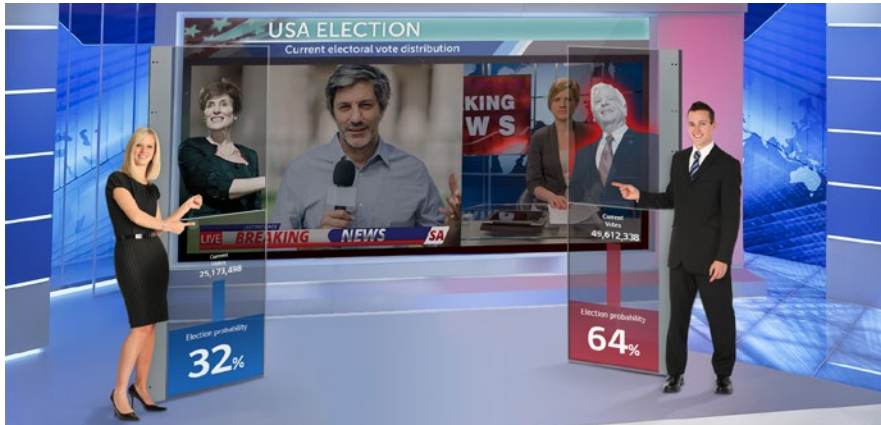 USA ELECTION
Current electoral vote distribution
KING
W S
LIVE
BREAKING NEWS
SA
Current
Votes
25,173,498
Election probability
32%
Current
Votes
49,612,338
Election probability
64%